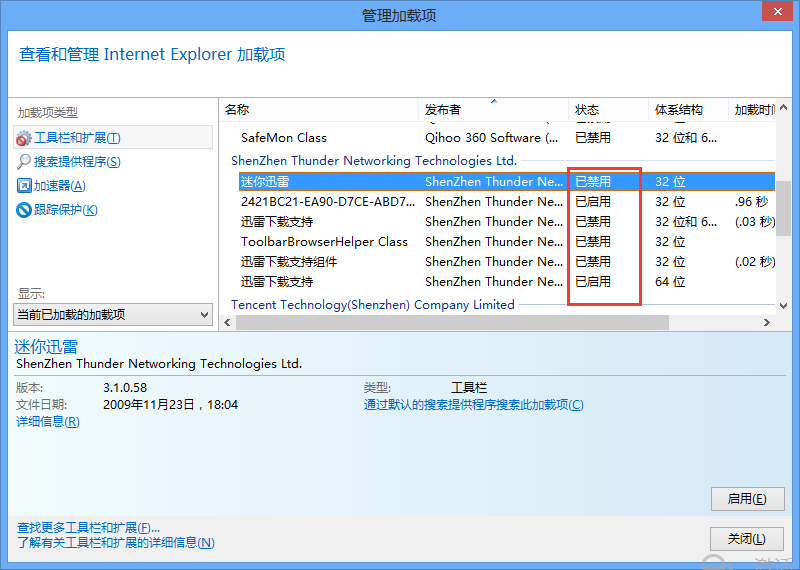 管理加载项
查看和管理 Internet Explorer 加载项
加载项类型
工具栏和扩展(T)
搜索提供程序(S)
加速器(A)
跟踪保护(K)
显示:
当前已加载的加载项
名称 发布者 状态 体系结构 加载时间
SafeMon Class Qihoo 360 Software (... 已禁用 32 位和 6...
ShenZhen Thunder Networking Technologies Ltd.
迷你迅雷 ShenZhen Thunder Ne... 已禁用 32 位
2421BC21-EA90-D7CE-ABD7... ShenZhen Thunder Ne... 已启用 32 位 .96 秒
迅雷下载支持 ShenZhen Thunder Ne... 已禁用 32 位和 6... (.03 秒)
ToolbarBrowserHelper Class ShenZhen Thunder Ne... 已禁用 32 位
迅雷下载支持组件 ShenZhen Thunder Ne... 已禁用 32 位 (.02 秒)
迅雷下载支持 ShenZhen Thunder Ne... 已启用 64 位
Tencent Technology(Shenzhen) Company Limited
迷你迅雷
ShenZhen Thunder Networking Technologies Ltd.
版本: 3.1.0.58 类型: 工具栏
文件日期: 2009年11月23日，18:04 通过默认的搜索提供程序搜索此加载项(C)
详细信息(R)
启用(E)
查找更多工具栏和扩展(F)...
了解有关工具栏和扩展的详细信息(N)
关闭(L)